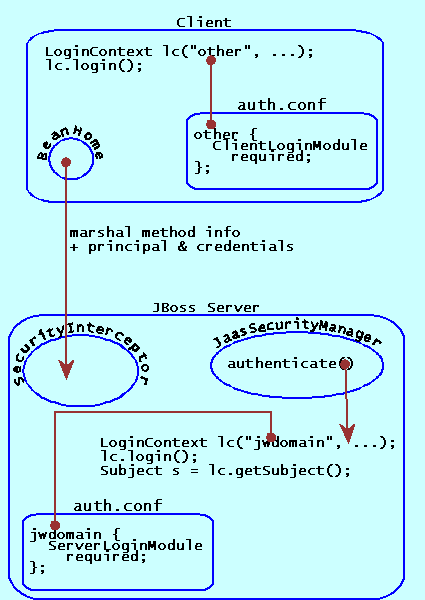 Client
LoginContext lc("other", ...);
lc.login();
auth.conf
other {
ClientLoginModule
required;
};
BeanHome
marshal method info
+ principal & credentials
JBoss Server
SecurityInterceptor
JaasSecurityManager
authenticate()
LoginContext lc("jwdomain", ...);
lc.login();
Subject s = lc.getSubject();
auth.conf
jwdomain {
ServerLoginModule
required;
};